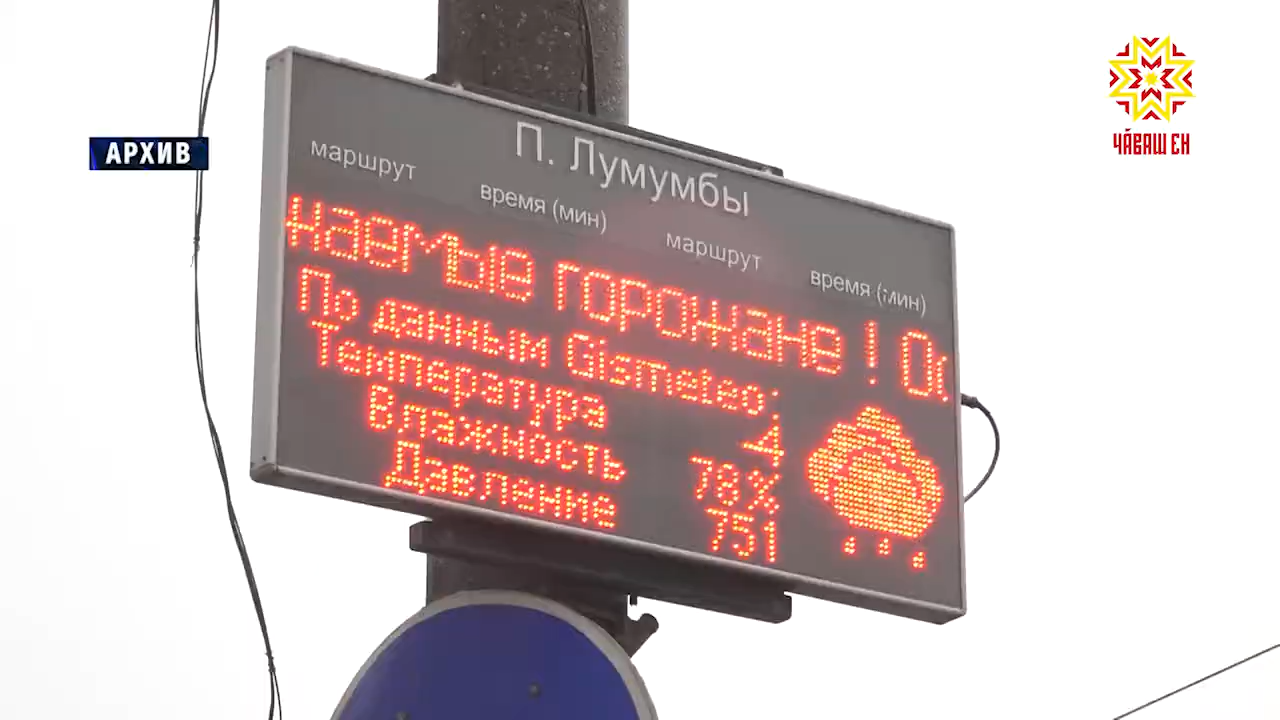 АРХИВ
ЧӐВАШ ЕН
П. Лумумбы
маршрут время (мин) маршрут время (мин)
наемые горожане !
По данным Gismeteo:
Температура 4
Влажность 78%
Давление 751